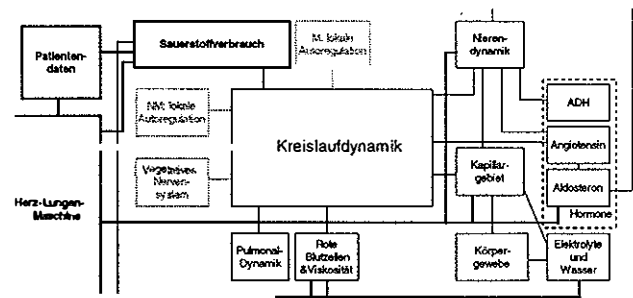 Patienten-
daten
Sauerstoffverbrauch
M. lokale
Autoregulation
Nieren-
dynamik
NM: lokale
Autoregulation
Kreislaufdynamik
ADH
Angiotensin
Aldosteron
Hormone
Vegetatives
Nerven-
system
Kapillar-
gebiet
Herz-Lungen-
Maschine
Pulmonal-
Dynamik
Rote
Blutzellen
& Viskosität
Körper-
gewebe
Elektrolyte
und
Wasser